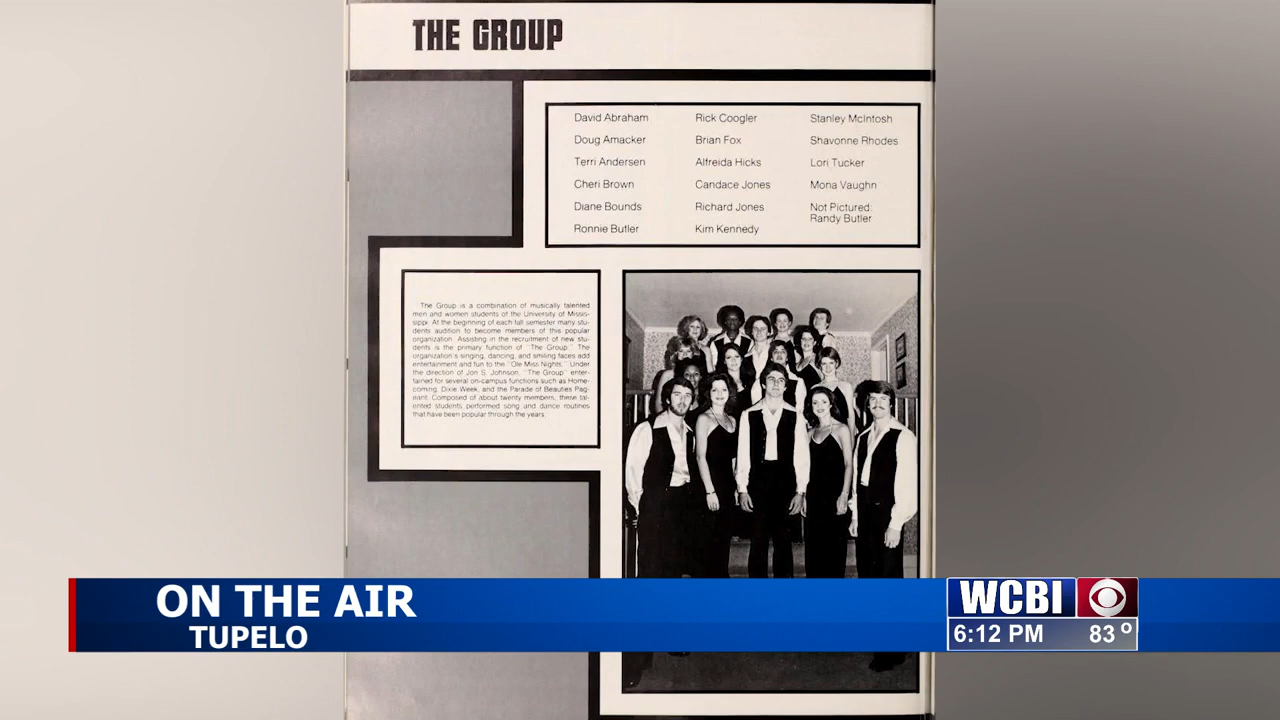 THE GROUP
David Abraham
Doug Amacker
Terri Andersen
Cheri Brown
Diane Bounds
Ronnie Butler
Rick Coogler
Brian Fox
Alfreida Hicks
Candace Jones
Richard Jones
Kim Kennedy
Stanley McIntosh
Shavonne Rhodes
Lori Tucker
Mona Vaughn
Not Pictured:
Randy Butler
The Group is a combination of musically talented
men and women students of the University of Missis-
sippi. At the beginning of each fall semester many stu-
dents audition to become members of this popular
organization. Assisting in the recruitment of new stu-
dents is the primary function of "The Group." The
organization's singing, dancing, and smiling faces add
entertainment and fun to the "Ole Miss Nights." Under
the direction of Jon S. Johnson, "The Group" enter-
tained for several on-campus functions such as Home-
coming, Dixie Week, and the Parade of Beauties Pag-
eant. Composed of about twenty members, these tal-
ented students performed song and dance routines
that have been popular through the years.
ON THE AIR
TUPELO
WCBI
6:12 PM 83°